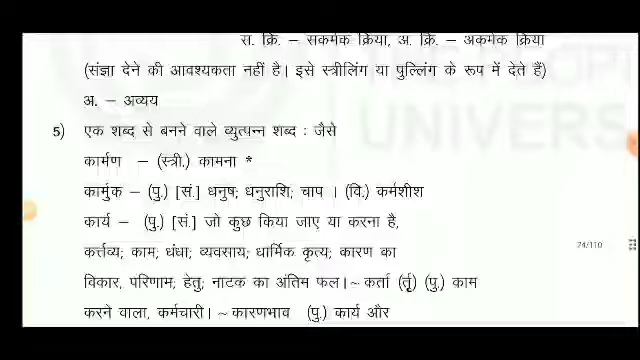 स. क्रि. – सकर्मक क्रिया, अ. क्रि. – अकर्मक क्रिया
(संज्ञा देने की आवश्यकता नहीं है। इसे स्त्रीलिंग या पुल्लिंग के रूप में देते हैं)
अ. – अव्यय
5) एक शब्द से बनने वाले व्युत्पन्न शब्द : जैसे
कार्मण – (स्त्री.) कामना *
कार्मुक – (पु.) [सं.] धनुष; धनुराशि; चाप । (वि.) कर्मशीश
कार्य – (पु.) [सं.] जो कुछ किया जाए या करना है,
कर्त्तव्य; काम; धंधा; व्यवसाय; धार्मिक कृत्य; कारण का
विकार, परिणाम; हेतु; नाटक का अंतिम फल।~ कर्ता (र्तृ) (पु.) काम
करने वाला, कर्मचारी। ~ कारणभाव (पु.) कार्य और
74/110
UNIVERS